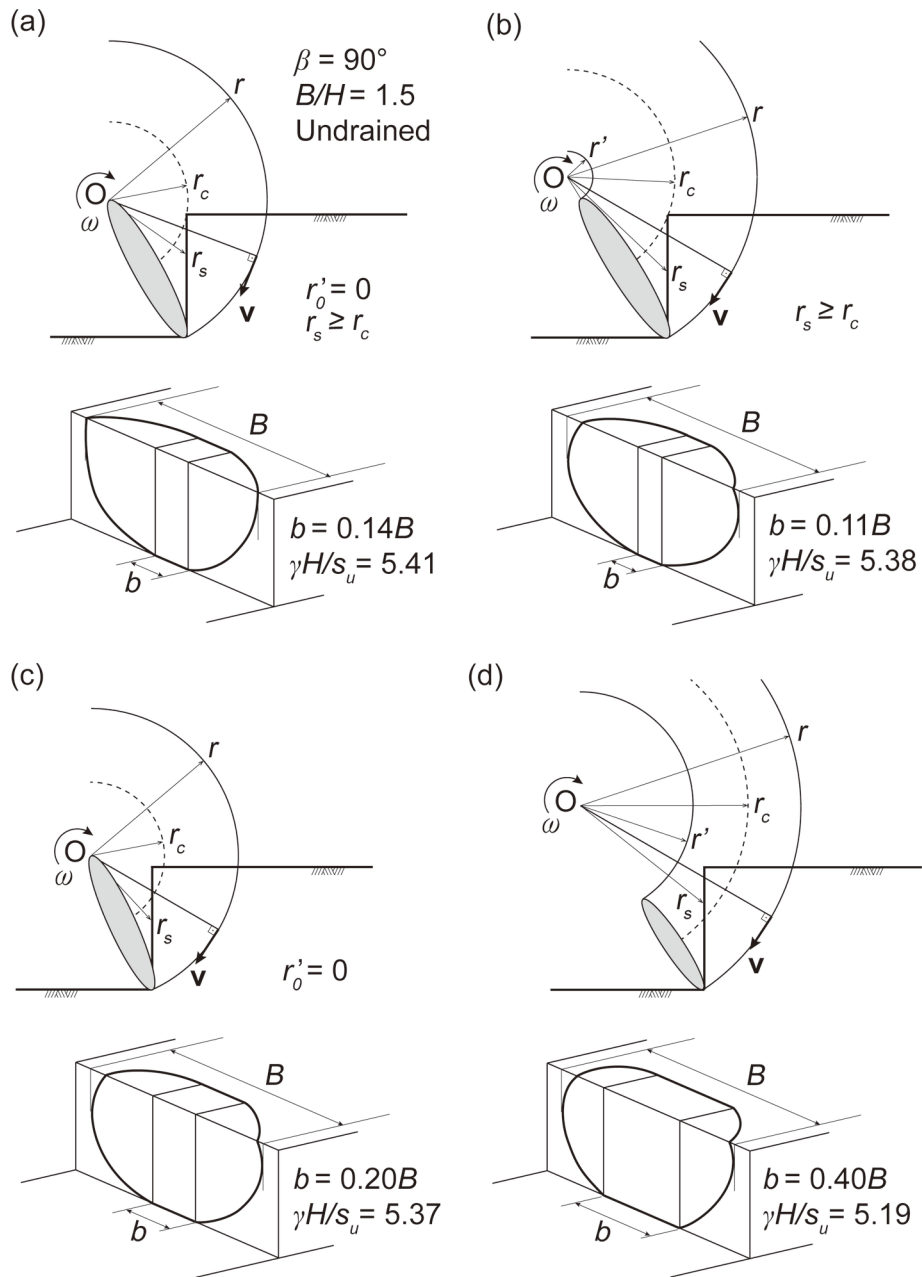 (a)
β = 90°
B/H = 1.5
Undrained
r
r_c
O
ω
r_s
v
r_0' = 0
r_s ≥ r_c
B
b
b = 0.14B
γH/s_u = 5.41
(b)
r
r'
r_c
O
ω
r_s
v
r_s ≥ r_c
B
b
b = 0.11B
γH/s_u = 5.38
(c)
r
r_c
O
ω
r_s
v
r_0' = 0
B
b
b = 0.20B
γH/s_u = 5.37
(d)
r
r_c
O
ω
r'
r_s
v
B
b
b = 0.40B
γH/s_u = 5.19